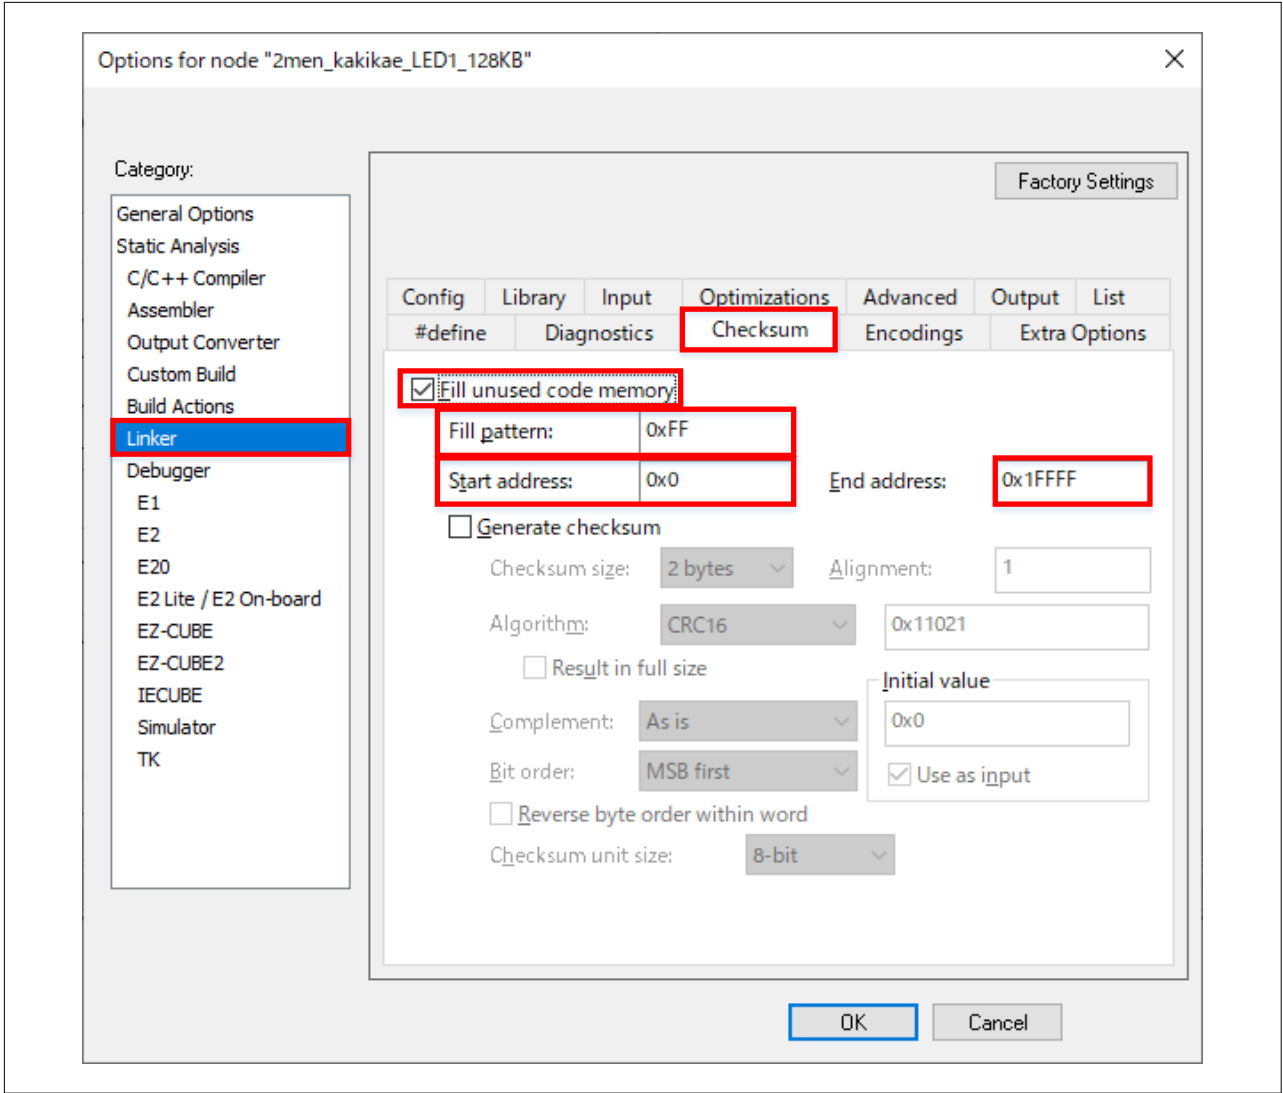 Options for node "2men_kakikae_LED1_128KB"
Category:
Factory Settings
General Options
Static Analysis
C/C++ Compiler
Assembler
Output Converter
Custom Build
Build Actions
Linker
Debugger
E1
E2
E20
E2 Lite / E2 On-board
EZ-CUBE
EZ-CUBE2
IECUBE
Simulator
TK
Config Library Input Optimizations Advanced Output List
#define Diagnostics Checksum Encodings Extra Options
Fill unused code memory
Fill pattern: 0xFF
Start address: 0x0 End address: 0x1FFFF
Generate checksum
Checksum size: 2 bytes Alignment: 1
Algorithm: CRC16 0x11021
Result in full size
Initial value
Complement: As is 0x0
Bit order: MSB first Use as input
Reverse byte order within word
Checksum unit size: 8-bit
OK Cancel